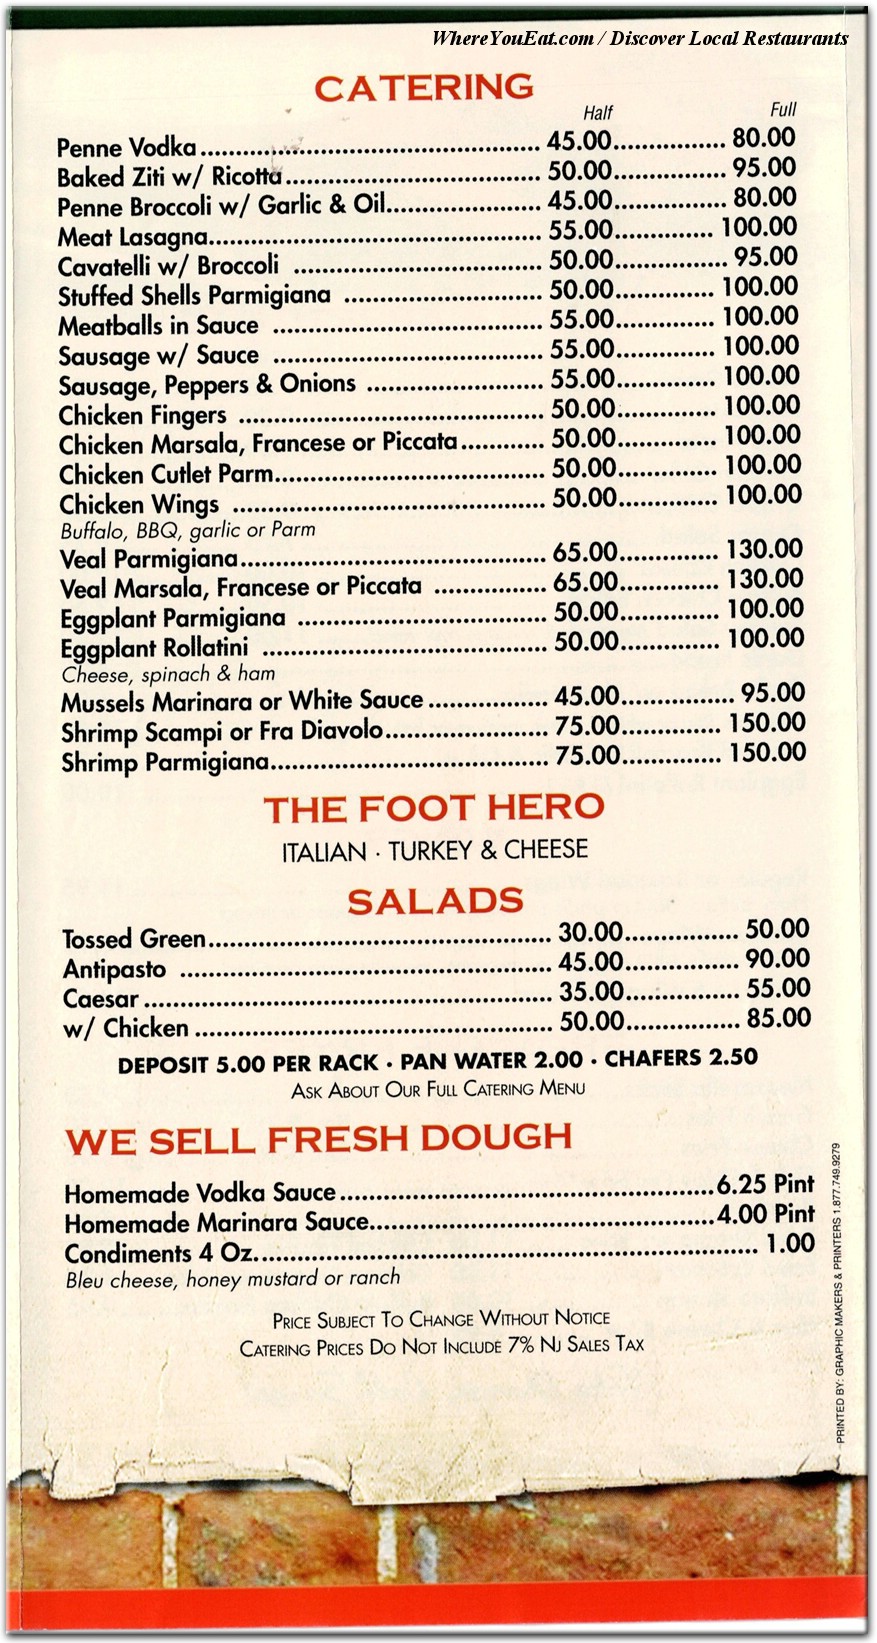 WhereYouEat.com / Discover Local Restaurants
CATERING
Half Full
Penne Vodka 45.00 80.00
Baked Ziti w/ Ricotta 50.00 95.00
Penne Broccoli w/ Garlic & Oil 45.00 80.00
Meat Lasagna 55.00 100.00
Cavatelli w/ Broccoli 50.00 95.00
Stuffed Shells Parmigiana 50.00 100.00
Meatballs in Sauce 55.00 100.00
Sausage w/ Sauce 55.00 100.00
Sausage, Peppers & Onions 55.00 100.00
Chicken Fingers 50.00 100.00
Chicken Marsala, Francese or Piccata 50.00 100.00
Chicken Cutlet Parm 50.00 100.00
Chicken Wings 50.00 100.00
Buffalo, BBQ, garlic or Parm
Veal Parmigiana 65.00 130.00
Veal Marsala, Francese or Piccata 65.00 130.00
Eggplant Parmigiana 50.00 100.00
Eggplant Rollatini 50.00 100.00
Cheese, spinach & ham
Mussels Marinara or White Sauce 45.00 95.00
Shrimp Scampi or Fra Diavolo 75.00 150.00
Shrimp Parmigiana 75.00 150.00
THE FOOT HERO
ITALIAN · TURKEY & CHEESE
SALADS
Tossed Green 30.00 50.00
Antipasto 45.00 90.00
Caesar 35.00 55.00
w/ Chicken 50.00 85.00
DEPOSIT 5.00 PER RACK · PAN WATER 2.00 · CHAFERS 2.50
ASK ABOUT OUR FULL CATERING MENU
WE SELL FRESH DOUGH
Homemade Vodka Sauce 6.25 Pint
Homemade Marinara Sauce 4.00 Pint
Condiments 4 Oz. 1.00
Bleu cheese, honey mustard or ranch
PRICE SUBJECT TO CHANGE WITHOUT NOTICE
CATERING PRICES DO NOT INCLUDE 7% NJ SALES TAX
PRINTED BY: GRAPHIC MAKERS & PRINTERS 1.877.749.9279